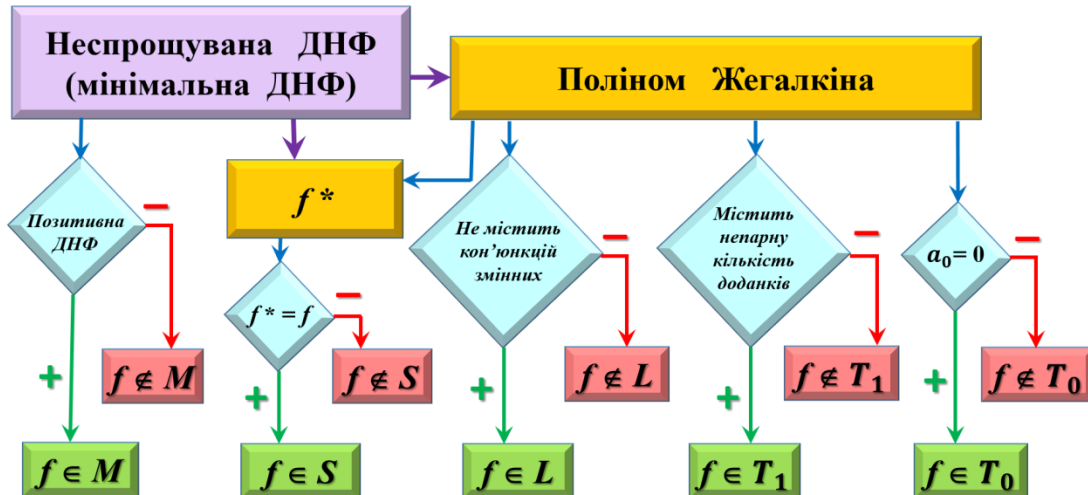 Неспрощувана ДНФ
(мінімальна ДНФ)
Поліном Жегалкіна
f *
Позитивна
ДНФ
−
Не містить
кон’юнкцій
змінних
−
Містить
непарну
кількість
доданків
−
a₀ = 0
−
f * = f
−
+
f ∉ M
+
f ∉ S
+
f ∉ L
+
f ∉ T₁
+
f ∉ T₀
f ∈ M
f ∈ S
f ∈ L
f ∈ T₁
f ∈ T₀